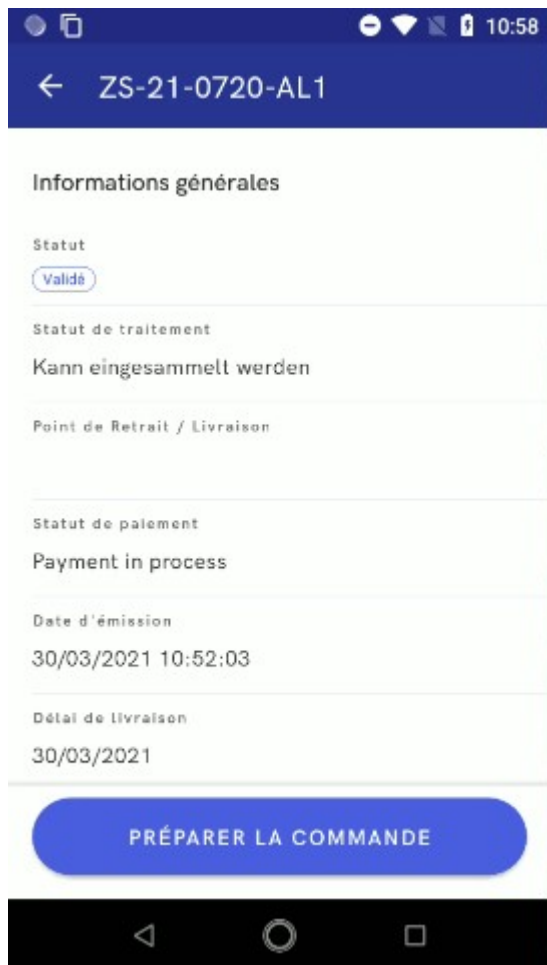 10:58
ZS-21-0720-AL1
Informations générales
Statut
Validé
Statut de traitement
Kann eingesammelt werden
Point de Retrait / Livraison
Statut de paiement
Payment in process
Date d'émission
30/03/2021 10:52:03
Délai de livraison
30/03/2021
PRÉPARER LA COMMANDE